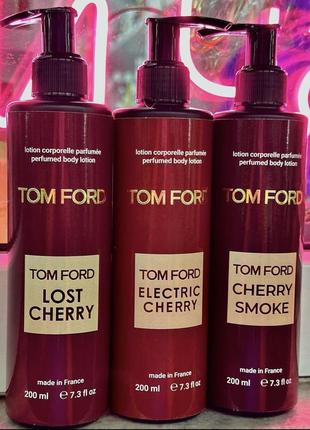 lotion corporelle parfumée
perfumed body lotion
TOM FORD
TOM FORD
LOST
CHERRY
made in France
200 ml ℮ 7.3 fl oz
lotion corporelle parfumée
perfumed body lotion
TOM FORD
TOM FORD
ELECTRIC
CHERRY
made in France
200 ml ℮ 7.3 fl oz
lotion corporelle parfumée
perfumed body lotion
TOM FORD
TOM FORD
CHERRY
SMOKE
made in France
200 ml ℮ 7.3 fl oz